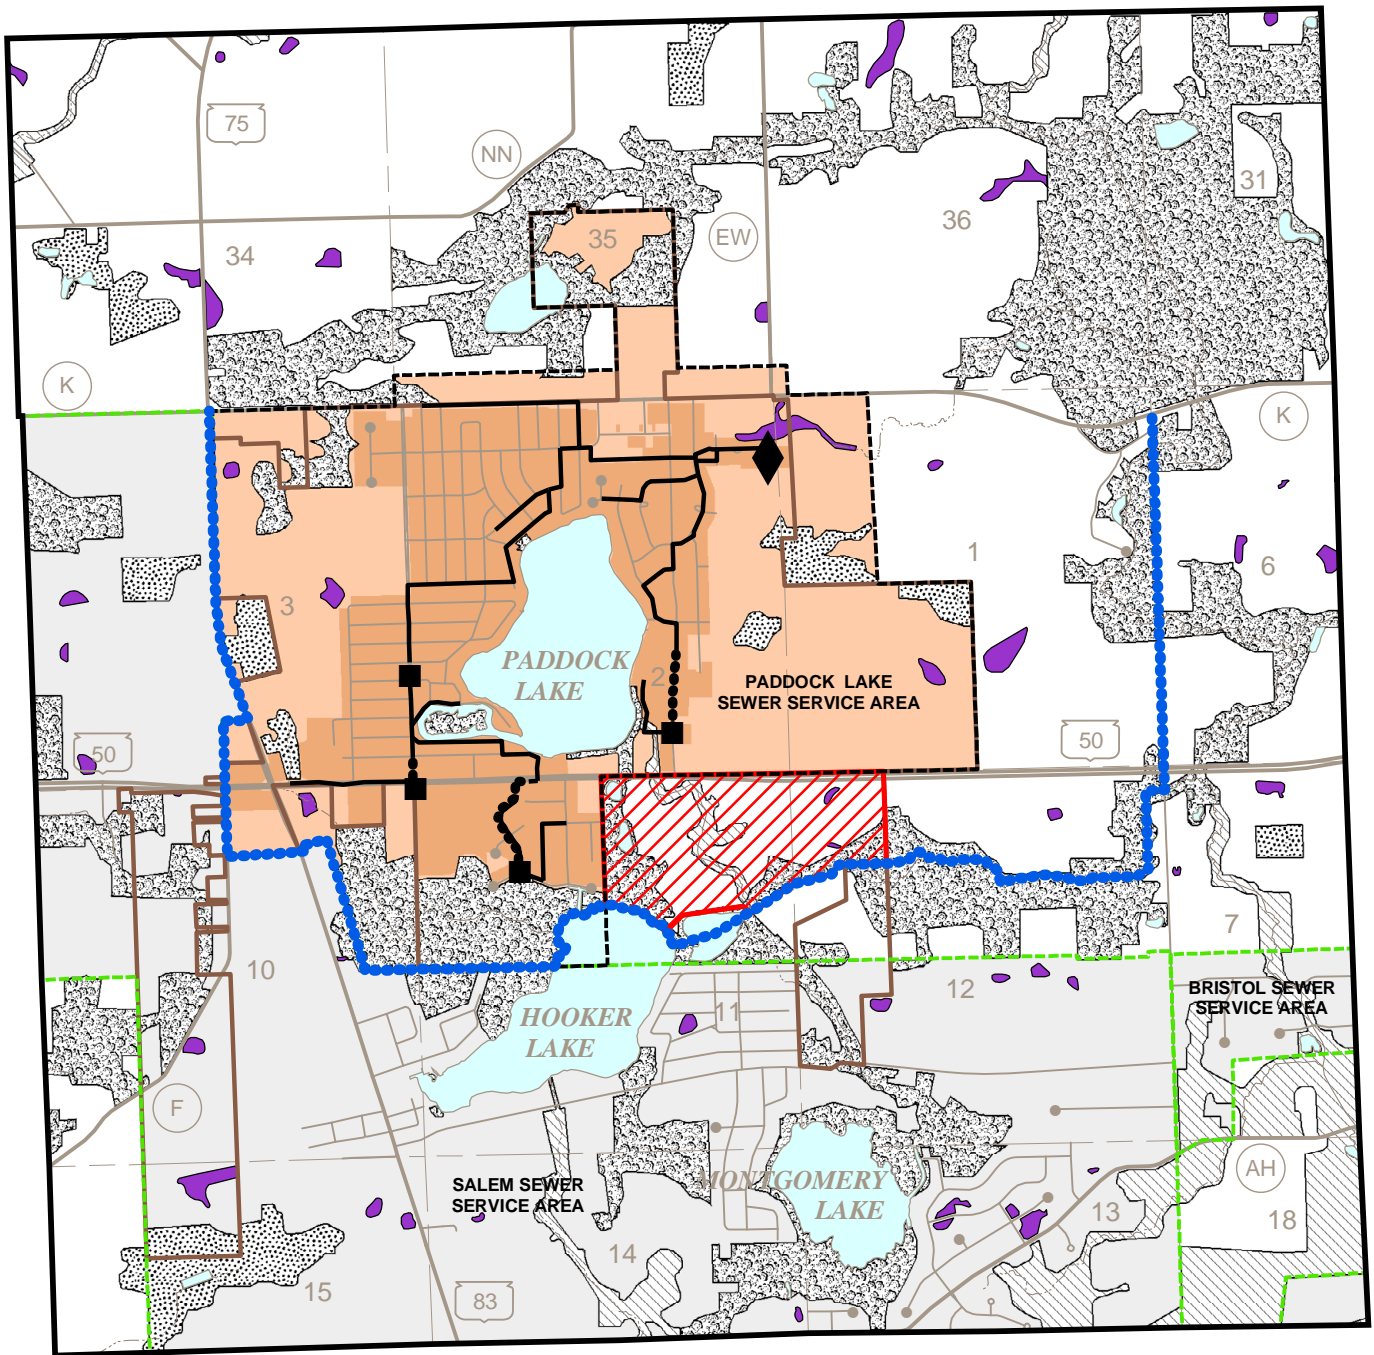 75
NN
31
36
35
EW
34
K
K
1
6
3
PADDOCK
LAKE
2
PADDOCK LAKE
SEWER SERVICE AREA
50
50
7
10
12
BRISTOL SEWER
SERVICE AREA
11
HOOKER
LAKE
F
AH
MONTGOMERY
LAKE
SALEM SEWER
SERVICE AREA
13
18
14
15
83